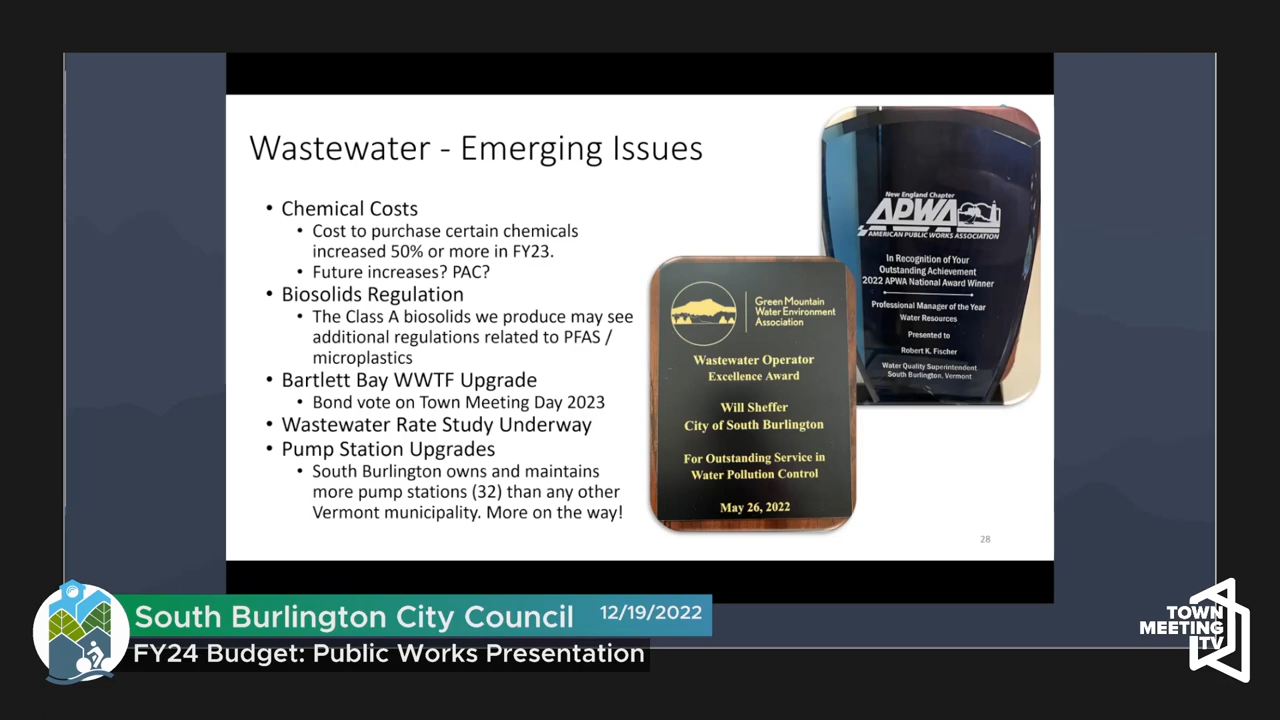 Wastewater - Emerging Issues
• Chemical Costs
• Cost to purchase certain chemicals
increased 50% or more in FY23.
• Future increases? PAC?
• Biosolids Regulation
• The Class A biosolids we produce may see
additional regulations related to PFAS /
microplastics
• Bartlett Bay WWTF Upgrade
• Bond vote on Town Meeting Day 2023
• Wastewater Rate Study Underway
• Pump Station Upgrades
• South Burlington owns and maintains
more pump stations (32) than any other
Vermont municipality. More on the way!
New England Chapter
APWA
AMERICAN PUBLIC WORKS ASSOCIATION
In Recognition of Your
Outstanding Achievement
2022 APWA National Award Winner
Professional Manager of the Year
Water Resources
Presented to
Robert K. Fischer
Water Quality Superintendent
South Burlington, Vermont
Green Mountain
Water Environment
Association
Wastewater Operator
Excellence Award
Will Sheffer
City of South Burlington
For Outstanding Service in
Water Pollution Control
May 26, 2022
28
South Burlington City Council 12/19/2022
FY24 Budget: Public Works Presentation
TOWN
MEETING
TV